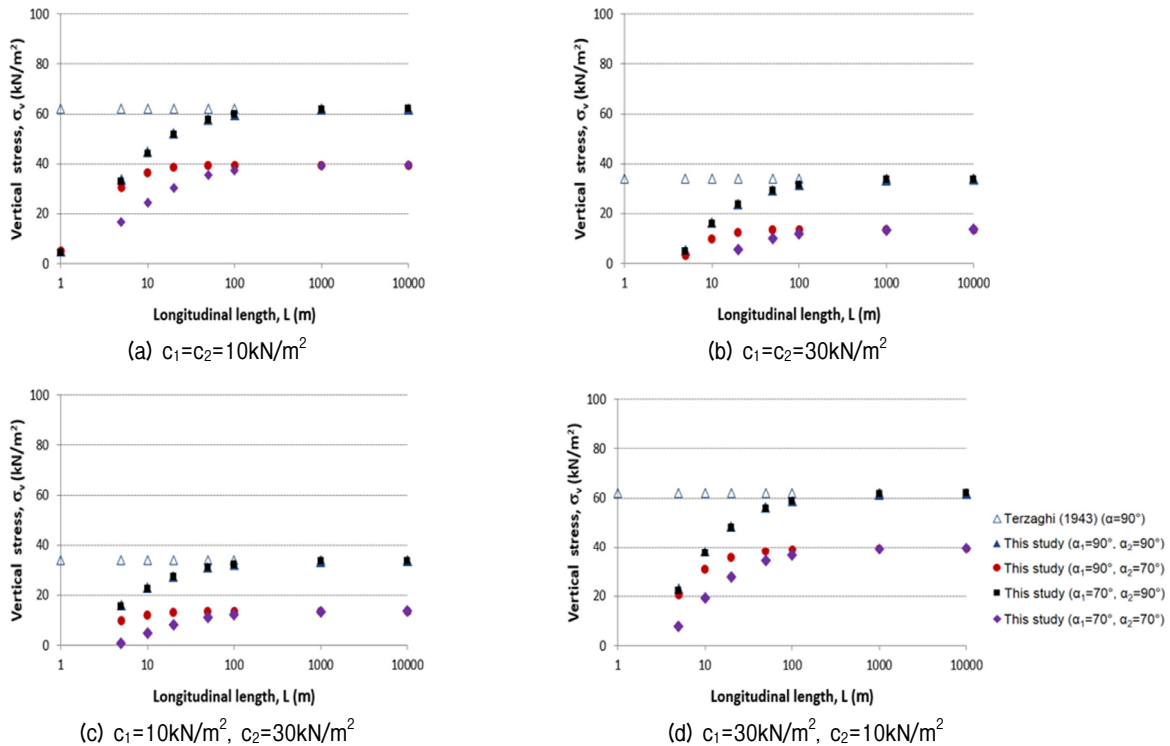 100
80
60
40
20
0
Vertical stress, σv (kN/m²)
1 10 100 1000 10000
Longitudinal length, L (m)
(a) c₁=c₂=10kN/m²
100
80
60
40
20
0
Vertical stress, σv (kN/m²)
1 10 100 1000 10000
Longitudinal length, L (m)
(b) c₁=c₂=30kN/m²
100
80
60
40
20
0
Vertical stress, σv (kN/m²)
1 10 100 1000 10000
Longitudinal length, L (m)
(c) c₁=10kN/m², c₂=30kN/m²
100
80
60
40
20
0
Vertical stress, σv (kN/m²)
1 10 100 1000 10000
Longitudinal length, L (m)
(d) c₁=30kN/m², c₂=10kN/m²
Terzaghi (1943) (α=90°)
This study (α₁=90°, α₂=90°)
This study (α₁=90°, α₂=70°)
This study (α₁=70°, α₂=90°)
This study (α₁=70°, α₂=70°)